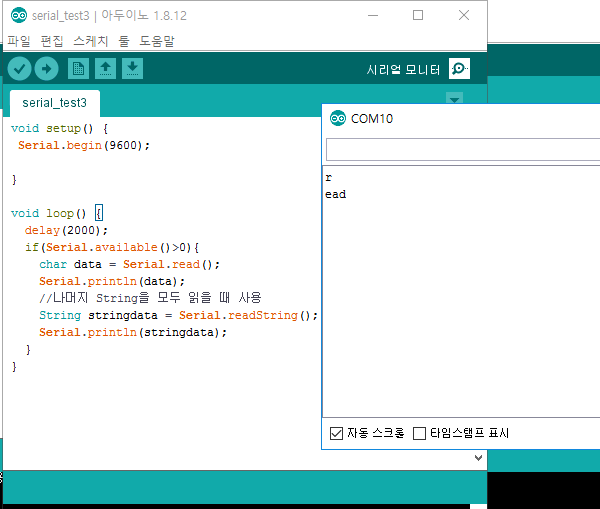 serial_test3 | 아두이노 1.8.12
파일 편집 스케치 툴 도움말
시리얼 모니터
serial_test3
void setup() {
 Serial.begin(9600);

}

void loop() {
  delay(2000);
  if(Serial.available()>0){
    char data = Serial.read();
    Serial.println(data);
    //나머지 String을 모두 읽을 때 사용
    String stringdata = Serial.readString();
    Serial.println(stringdata);
  }
}
COM10
r
ead
자동 스크롤 타임스탬프 표시